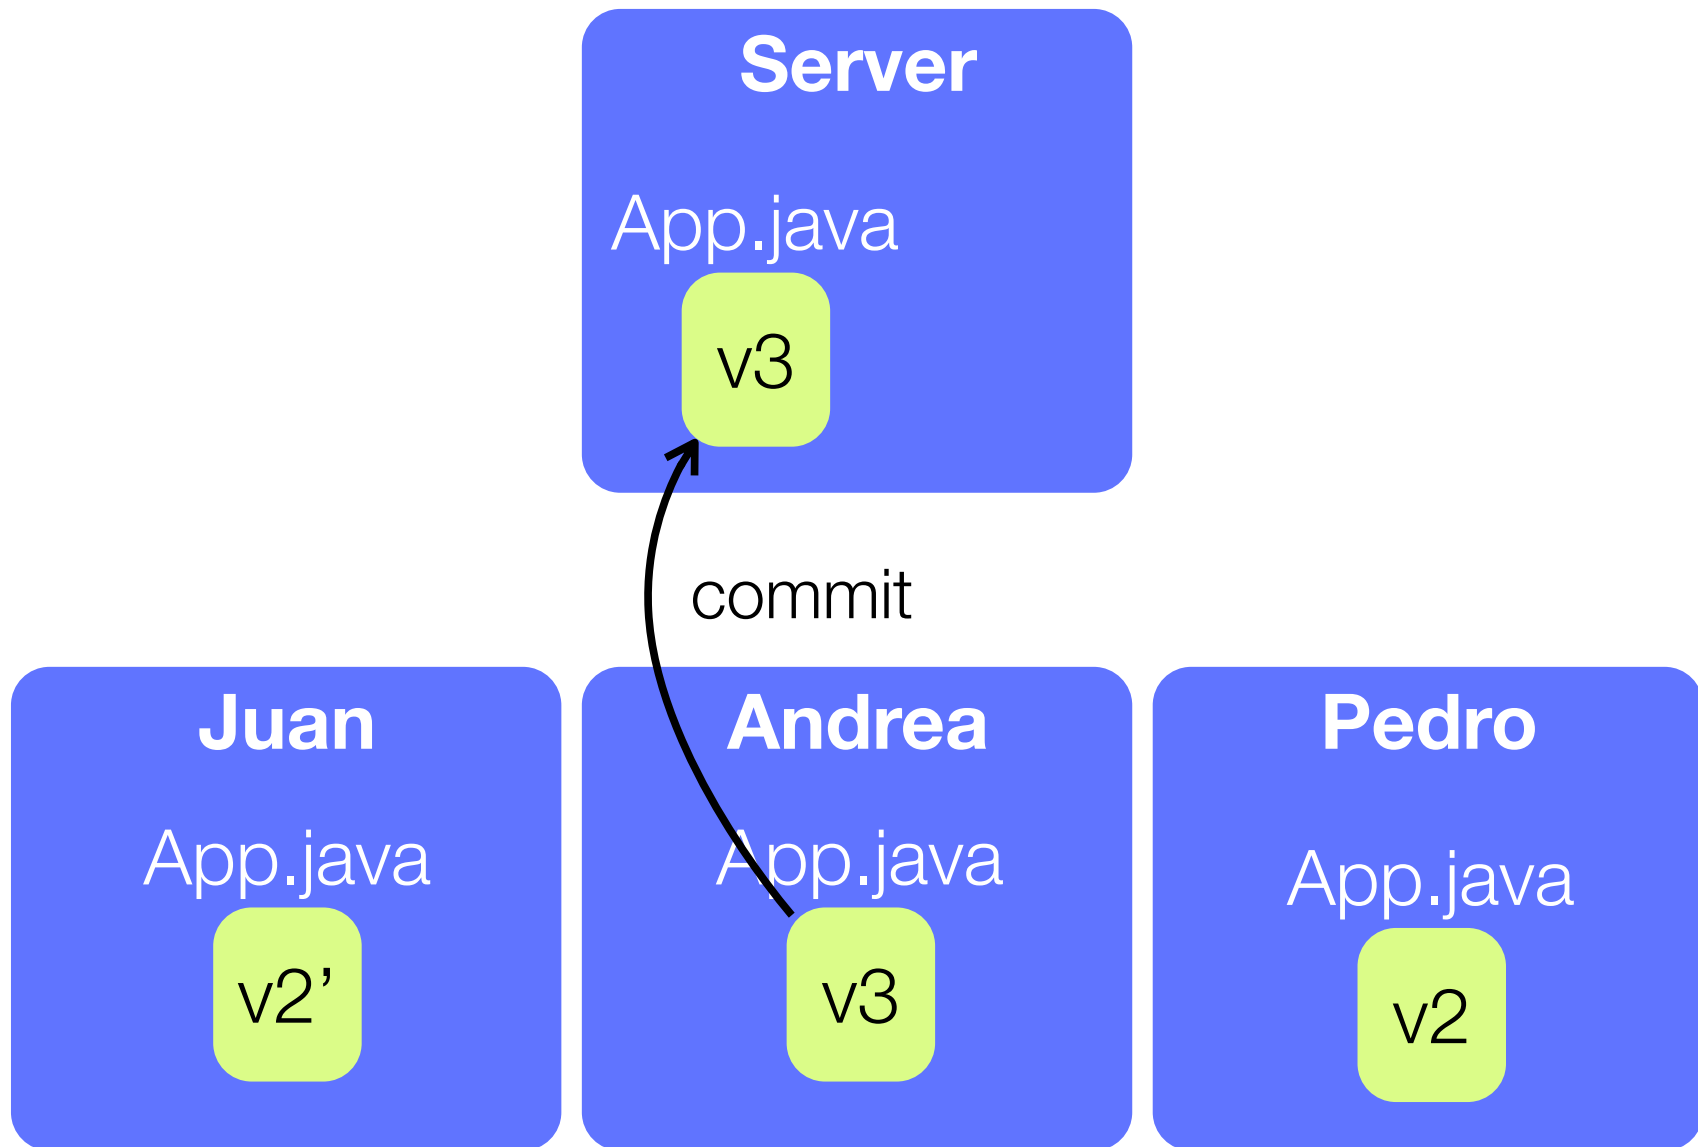 Server
App.java
v3
commit
Juan
App.java
v2’
Andrea
App.java
v3
Pedro
App.java
v2